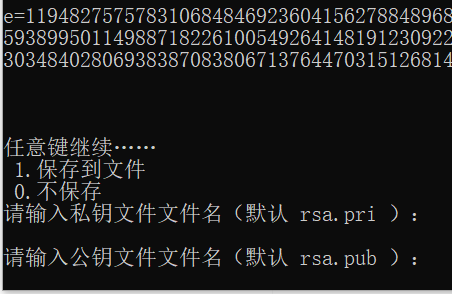 e=119482757578310684846923604156278848968
59389950114988718226100549264148191230922
30348402806938387083806713764470315126814
任意键继续……
1.保存到文件
0.不保存
请输入私钥文件文件名（默认 rsa.pri ）：
请输入公钥文件文件名（默认 rsa.pub ）：